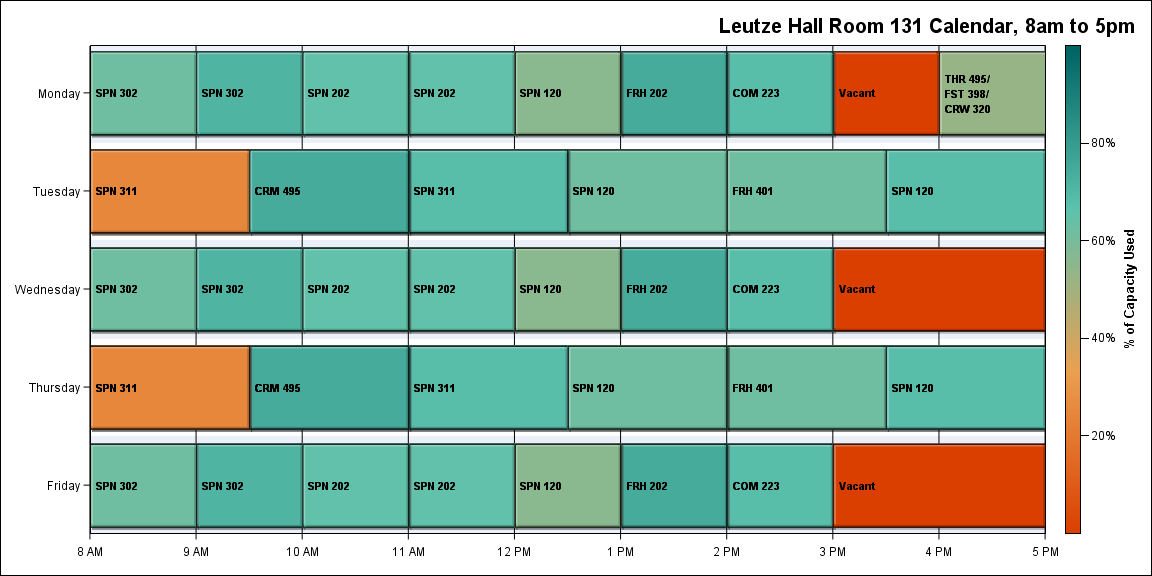 Leutze Hall Room 131 Calendar, 8am to 5pm
Monday
SPN 302
SPN 302
SPN 202
SPN 202
SPN 120
FRH 202
COM 223
Vacant
THR 495/
FST 398/
CRW 320
Tuesday
SPN 311
CRM 495
SPN 311
SPN 120
FRH 401
SPN 120
Wednesday
SPN 302
SPN 302
SPN 202
SPN 202
SPN 120
FRH 202
COM 223
Vacant
Thursday
SPN 311
CRM 495
SPN 311
SPN 120
FRH 401
SPN 120
Friday
SPN 302
SPN 302
SPN 202
SPN 202
SPN 120
FRH 202
COM 223
Vacant
8 AM
9 AM
10 AM
11 AM
12 PM
1 PM
2 PM
3 PM
4 PM
5 PM
80%
60%
40%
20%
% of Capacity Used